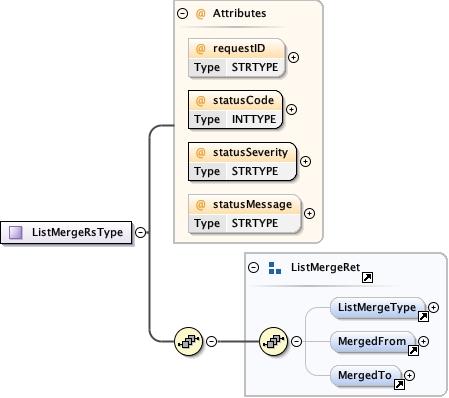 @ Attributes
@ requestID
Type STRTYPE
@ statusCode
Type INTTYPE
@ statusSeverity
Type STRTYPE
@ statusMessage
Type STRTYPE
ListMergeRsType
ListMergeRet
ListMergeType
MergedFrom
MergedTo